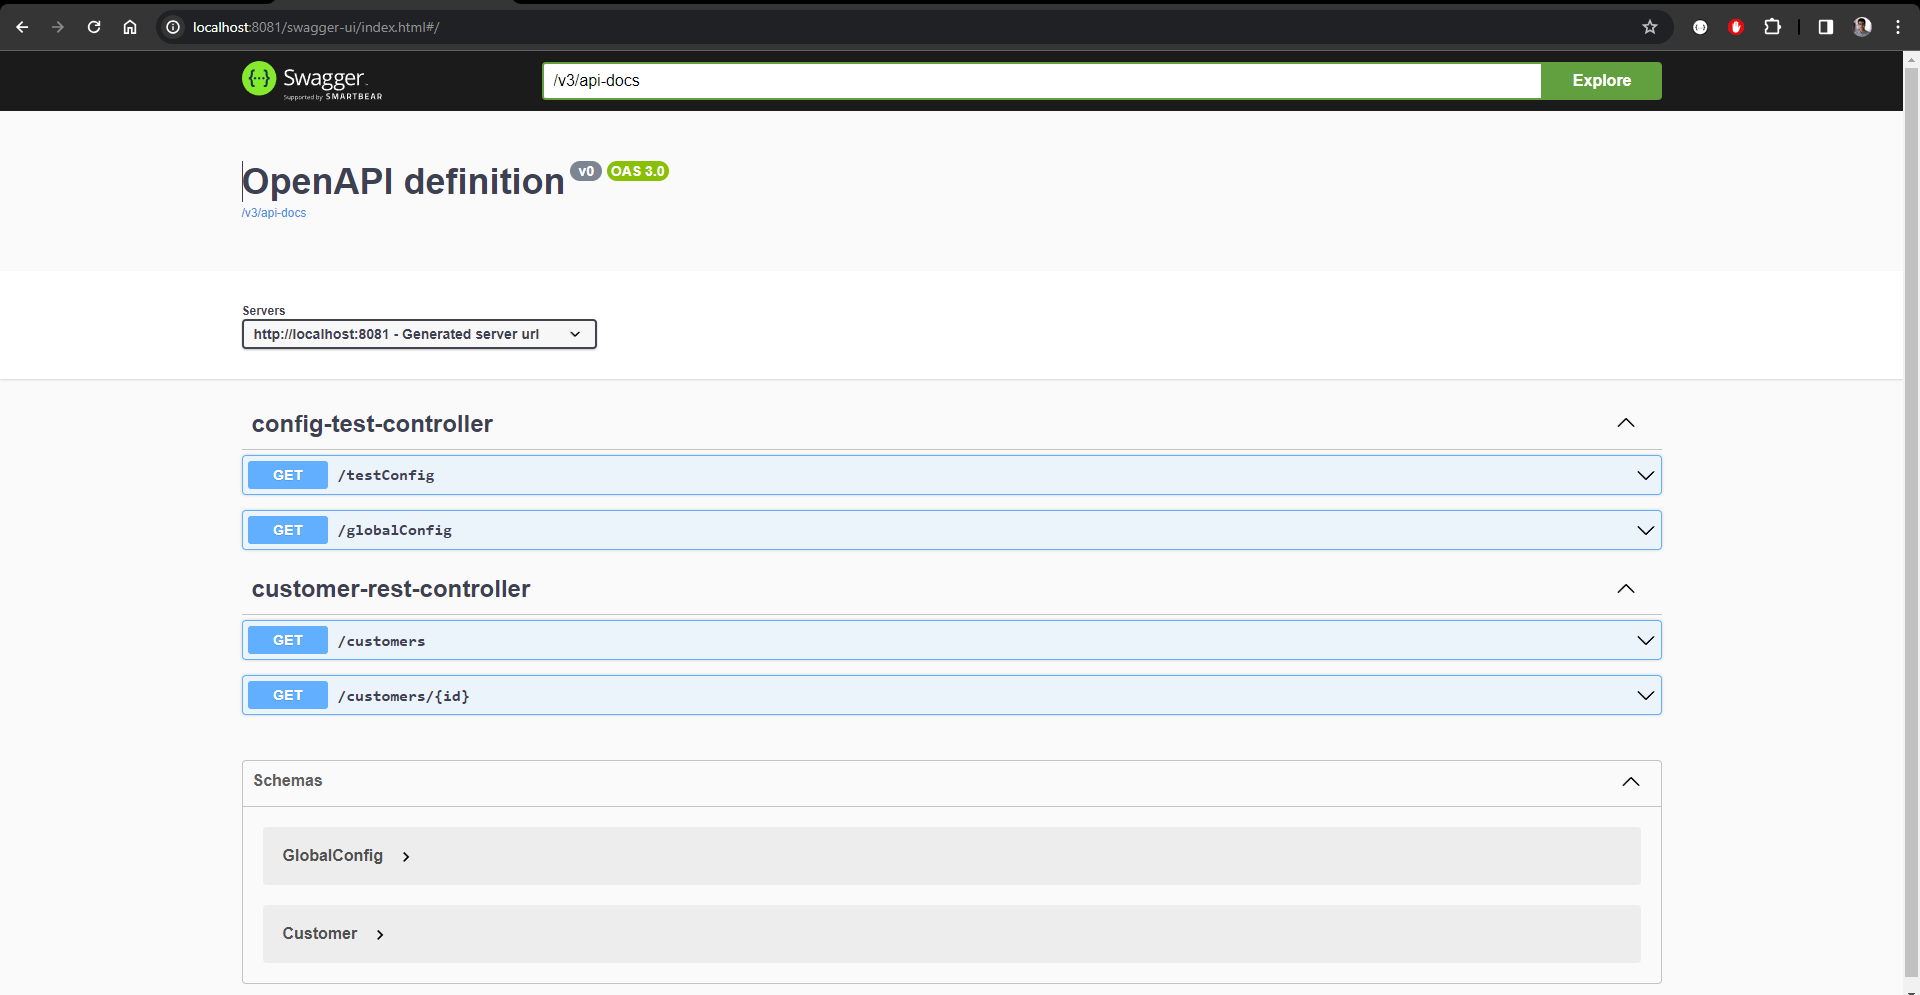 localhost:8081/swagger-ui/index.html#/
Swagger
Supported by SMARTBEAR
/v3/api-docs
Explore
OpenAPI definition v0 OAS 3.0
/v3/api-docs
Servers
http://localhost:8081 - Generated server url
config-test-controller
GET /testConfig
GET /globalConfig
customer-rest-controller
GET /customers
GET /customers/{id}
Schemas
GlobalConfig
Customer